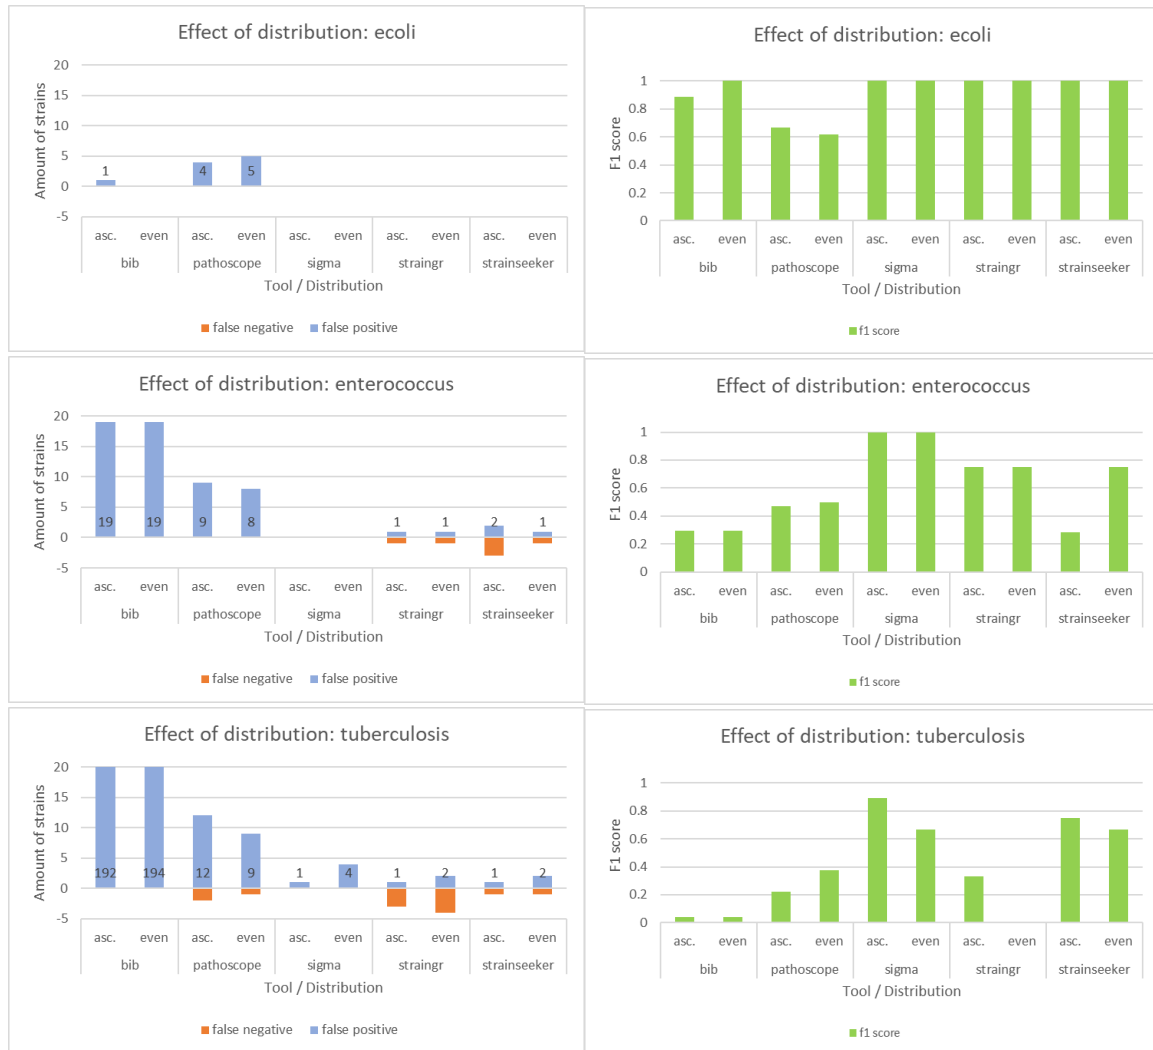 Effect of distribution: ecoli
Amount of strains
20
15
10
5
0
-5
1
4
5
asc. even asc. even asc. even asc. even asc. even
bib pathoscope sigma straingr strainseeker
Tool / Distribution
false negative false positive
Effect of distribution: ecoli
F1 score
1
0.8
0.6
0.4
0.2
0
asc. even asc. even asc. even asc. even asc. even
bib pathoscope sigma straingr strainseeker
Tool / Distribution
f1 score
Effect of distribution: enterococcus
Amount of strains
20
15
10
5
0
-5
19 19 9 8 1 1 2 1
asc. even asc. even asc. even asc. even asc. even
bib pathoscope sigma straingr strainseeker
Tool / Distribution
false negative false positive
Effect of distribution: enterococcus
F1 score
1
0.8
0.6
0.4
0.2
0
asc. even asc. even asc. even asc. even asc. even
bib pathoscope sigma straingr strainseeker
Tool / Distribution
f1 score
Effect of distribution: tuberculosis
Amount of strains
20
15
10
5
0
-5
192 194 12 9 1 4 1 2 1 2
asc. even asc. even asc. even asc. even asc. even
bib pathoscope sigma straingr strainseeker
Tool / Distribution
false negative false positive
Effect of distribution: tuberculosis
F1 score
1
0.8
0.6
0.4
0.2
0
asc. even asc. even asc. even asc. even asc. even
bib pathoscope sigma straingr strainseeker
Tool / Distribution
f1 score